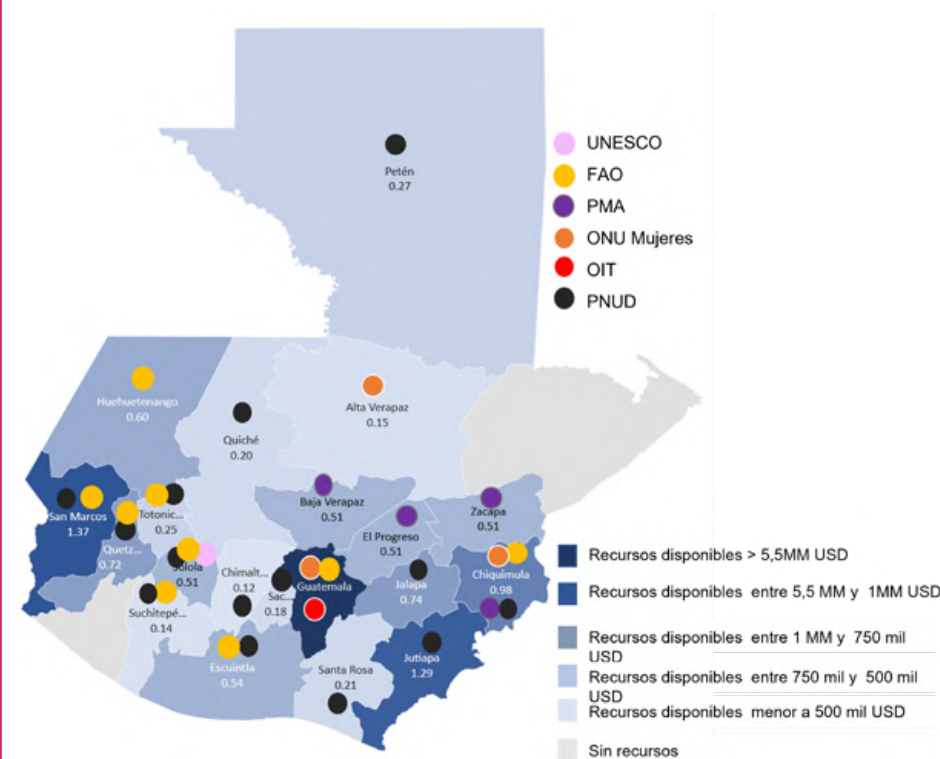 Petén
0.27
UNESCO
FAO
PMA
ONU Mujeres
OIT
PNUD
Huehuetenango
0.60
Quiché
0.20
Alta Verapaz
0.15
San Marcos
1.37
Totonic...
0.25
Quetz...
0.72
Sololá
0.51
Chimalt...
0.12
Suchitepé...
0.14
Sac...
0.18
Guatemala
Baja Verapaz
0.51
El Progreso
0.51
Zacapa
0.51
Chiquimula
0.98
Jalapa
0.74
Jutiapa
1.29
Santa Rosa
0.21
Escuintla
0.54
Recursos disponibles > 5,5MM USD
Recursos disponibles entre 5,5 MM y 1MM USD
Recursos disponibles entre 1 MM y 750 mil
USD
Recursos disponibles entre 750 mil y 500 mil
USD
Recursos disponibles menor a 500 mil USD
Sin recursos